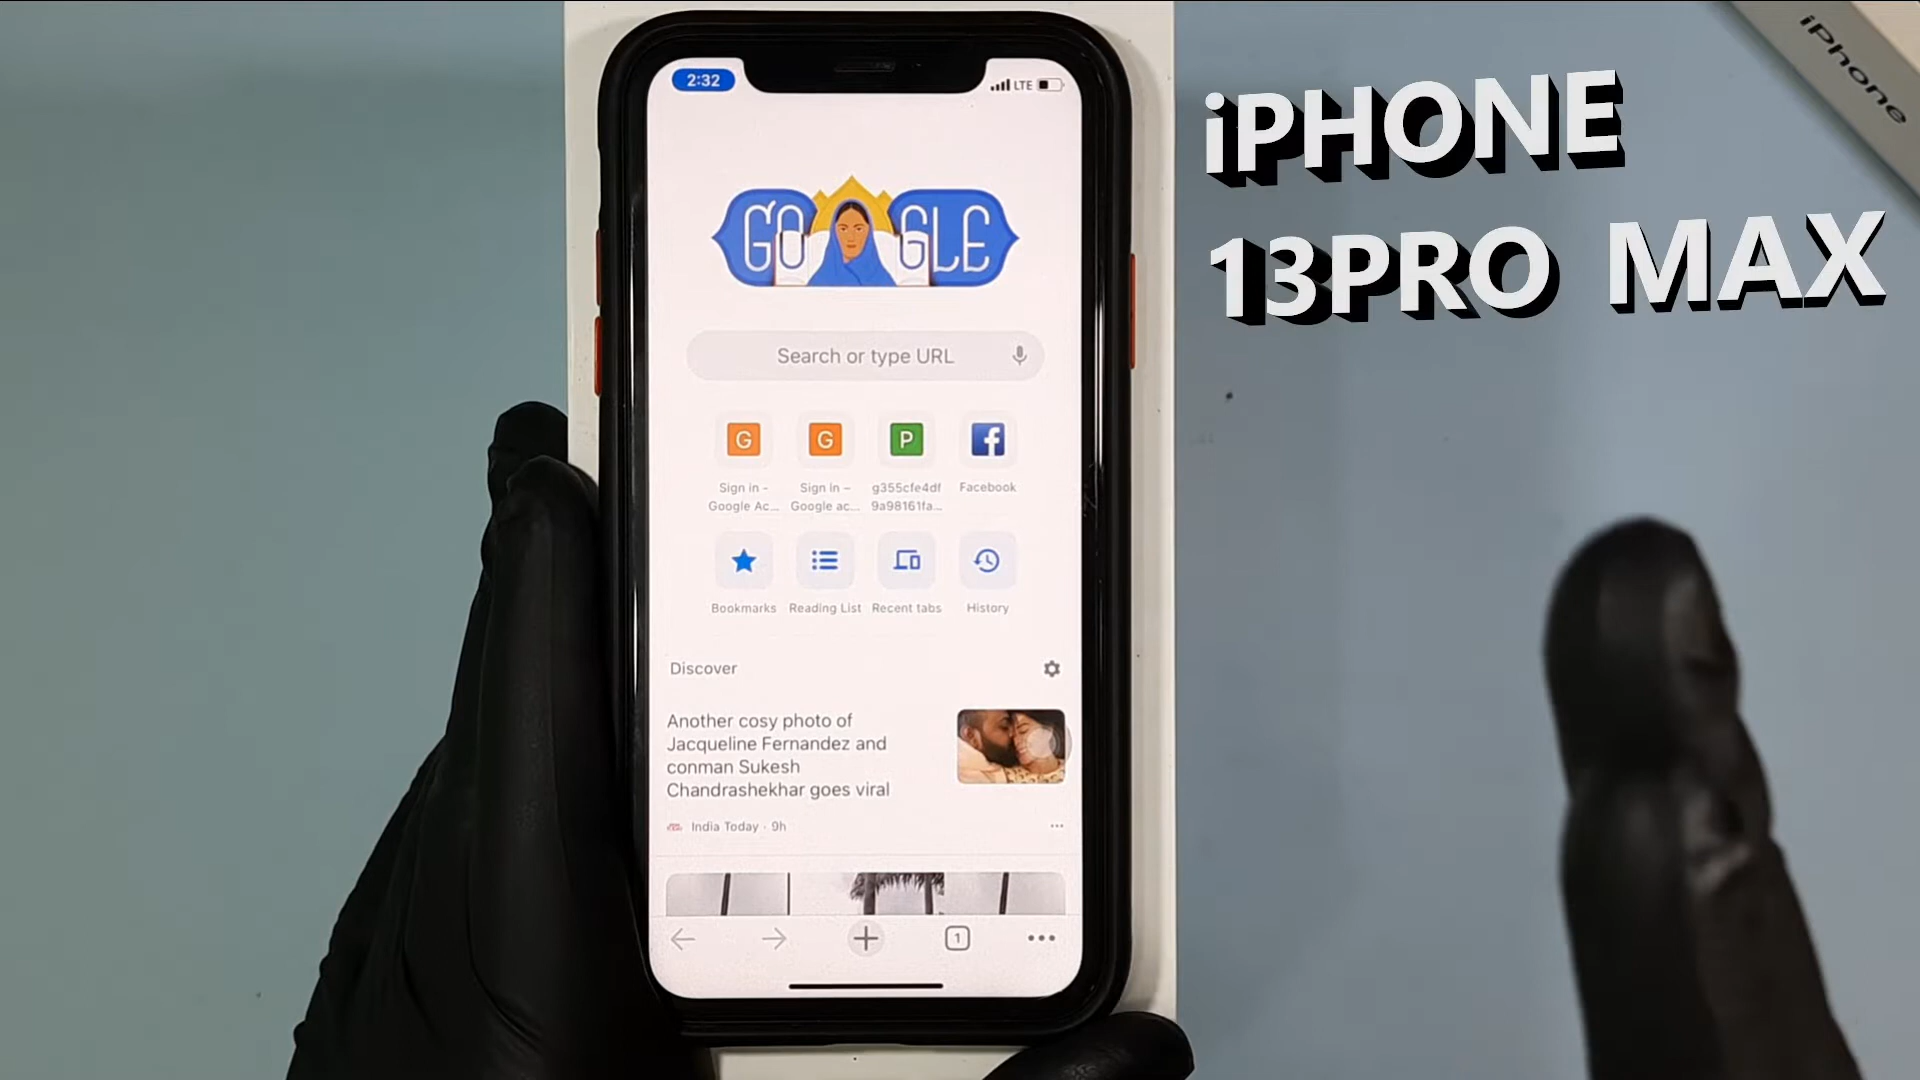 2:32
LTE
iPhone
iPHONE
13PRO MAX
GOOGLE
Search or type URL
G
G
P
f
Sign in -
Google Ac...
Sign in –
Google ac...
g355cfe4df
9a98161fa...
Facebook
Bookmarks
Reading List
Recent tabs
History
Discover
Another cosy photo of
Jacqueline Fernandez and
conman Sukesh
Chandrashekhar goes viral
India Today · 9h
1